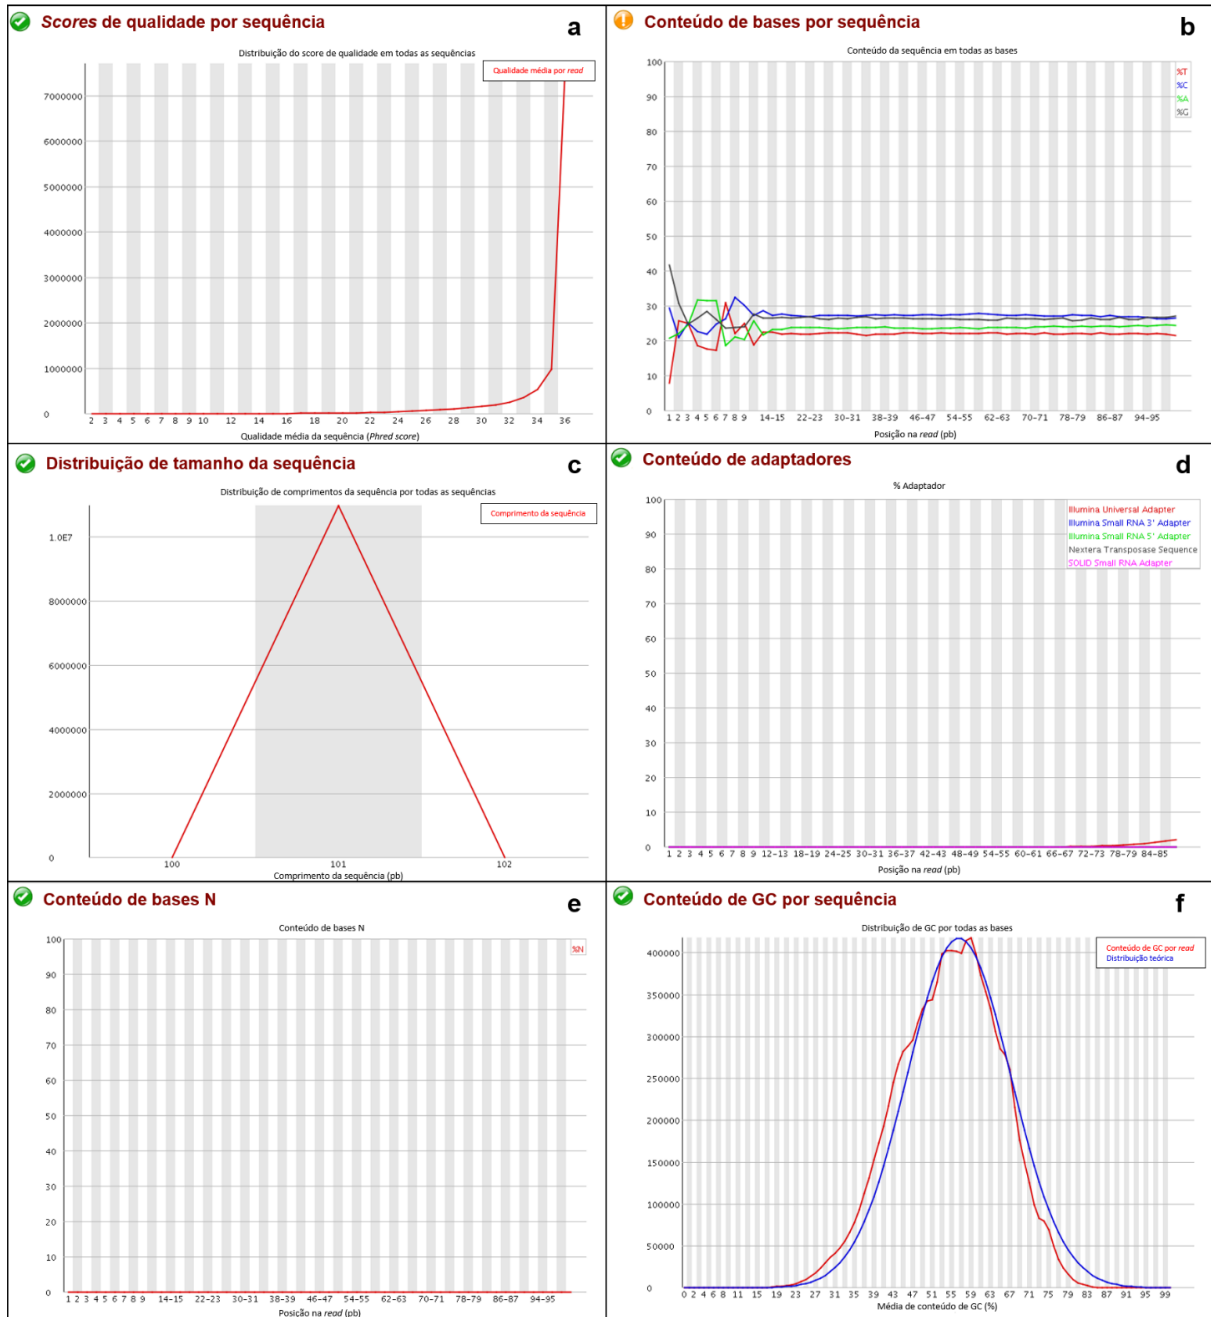 Scores de qualidade por sequência
a
Distribuição do score de qualidade em todas as sequências
Qualidade média por read
7000000
6000000
5000000
4000000
3000000
2000000
1000000
0
2 3 4 5 6 7 8 9 10 12 14 16 18 20 22 24 26 28 30 32 34 36
Qualidade média da sequência (Phred score)
Conteúdo de bases por sequência
b
Conteúdo da sequência em todas as bases
%T
%C
%A
%G
100
90
80
70
60
50
40
30
20
10
0
1 2 3 4 5 6 7 8 9 14-15 22-23 30-31 38-39 46-47 54-55 62-63 70-71 78-79 86-87 94-95
Posição na read (pb)
Distribuição de tamanho da sequência
c
Distribuição de comprimentos da sequência por todas as sequências
Comprimento da sequência
1.0E7
8000000
6000000
4000000
2000000
0
100 101 102
Comprimento da sequência (pb)
Conteúdo de adaptadores
d
% Adaptador
Illumina Universal Adapter
Illumina Small RNA 3' Adapter
Illumina Small RNA 5' Adapter
Nextera Transposase Sequence
SOLID Small RNA Adapter
100
90
80
70
60
50
40
30
20
10
0
1 2 3 4 5 6 7 8 9 12-13 18-19 24-25 30-31 36-37 42-43 48-49 54-55 60-61 66-67 72-73 78-79 84-85
Posição na read (pb)
Conteúdo de bases N
e
Conteúdo de bases N
%N
100
90
80
70
60
50
40
30
20
10
0
1 2 3 4 5 6 7 8 9 14-15 22-23 30-31 38-39 46-47 54-55 62-63 70-71 78-79 86-87 94-95
Posição na read (pb)
Conteúdo de GC por sequência
f
Distribuição de GC por todas as bases
Conteúdo de GC por read
Distribuição teórica
400000
350000
300000
250000
200000
150000
100000
50000
0
0 2 4 6 8 11 15 19 23 27 31 35 39 43 47 51 55 59 63 67 71 75 79 83 87 91 95 99
Média de conteúdo de GC (%)